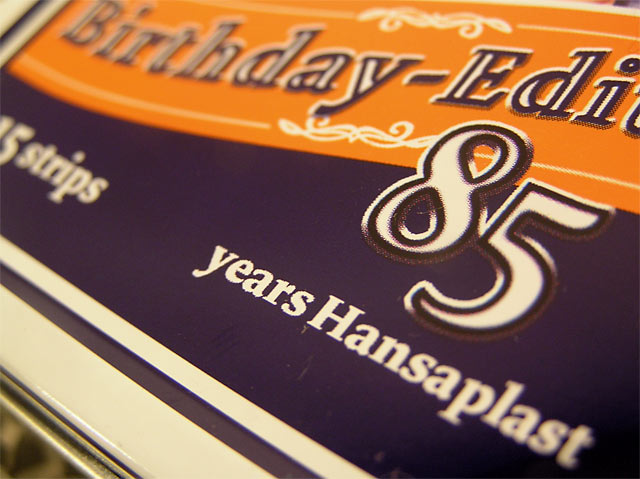 Birthday-Edi
85
15 strips
years Hansaplast